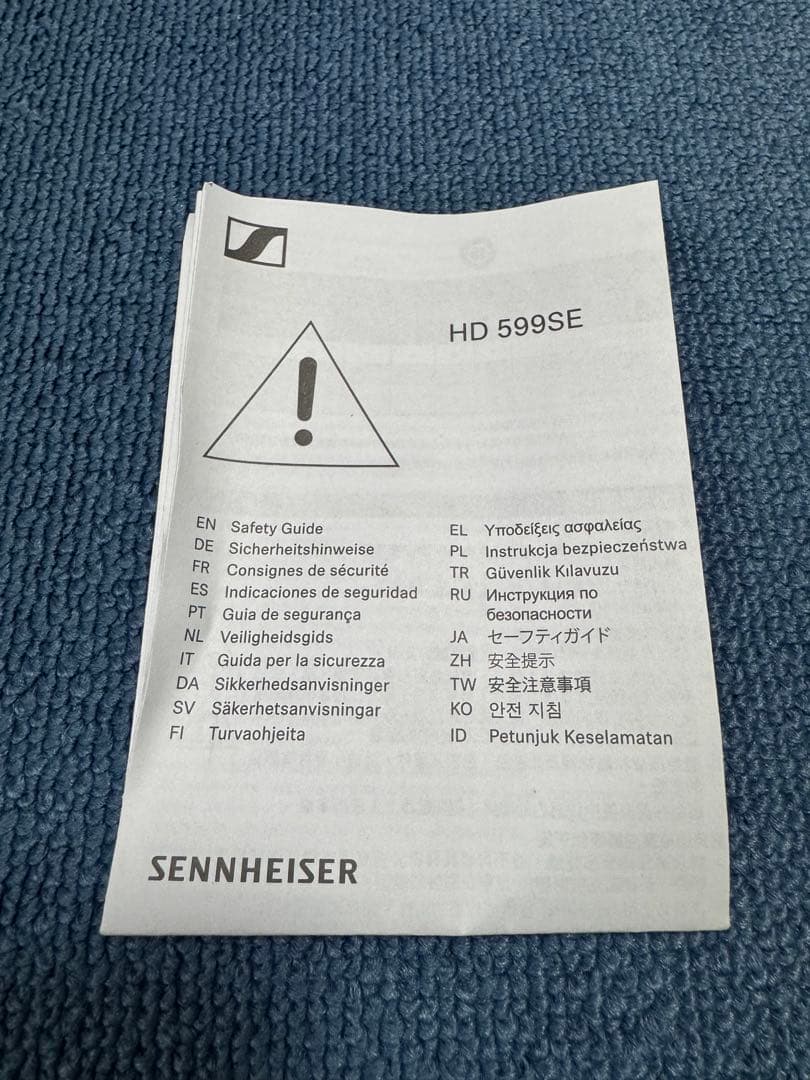 HD 599SE
EN Safety Guide
DE Sicherheitshinweise
FR Consignes de sécurité
ES Indicaciones de seguridad
PT Guia de segurança
NL Veiligheidsgids
IT Guida per la sicurezza
DA Sikkerhedsanvisninger
SV Säkerhetsanvisningar
FI Turvaohjeita
EL Υποδείξεις ασφαλείας
PL Instrukcja bezpieczeństwa
TR Güvenlik Kılavuzu
RU Инструкция по
безопасности
JA セーフティガイド
ZH 安全提示
TW 安全注意事項
KO 안전 지침
ID Petunjuk Keselamatan
SENNHEISER